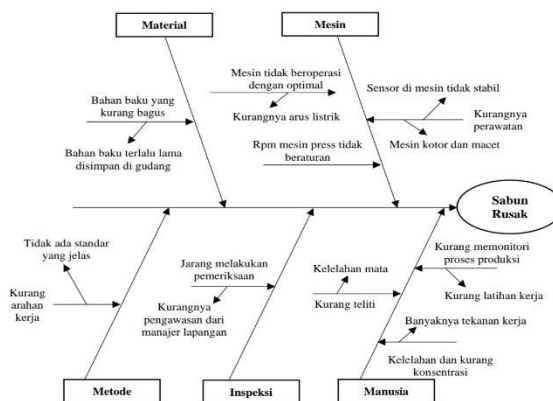 Material
Mesin
Mesin tidak beroperasi
dengan optimal
Sensor di mesin tidak stabil
Bahan baku yang
kurang bagus
Kurangnya arus listrik
Kurangnya
perawatan
Bahan baku terlalu lama
disimpan di gudang
Mesin kotor dan macet
Rpm mesin press tidak
beraturan
Sabun
Rusak
Tidak ada standar
yang jelas
Jarang melakukan
pemeriksaan
Kelelahan mata
Kurang memonitori
proses produksi
Kurang
arahan
kerja
Kurangnya
pengawasan dari
manajer lapangan
Kurang teliti
Kurang latihan kerja
Banyaknya tekanan kerja
Kelelahan dan kurang
konsentrasi
Metode
Inspeksi
Manusia